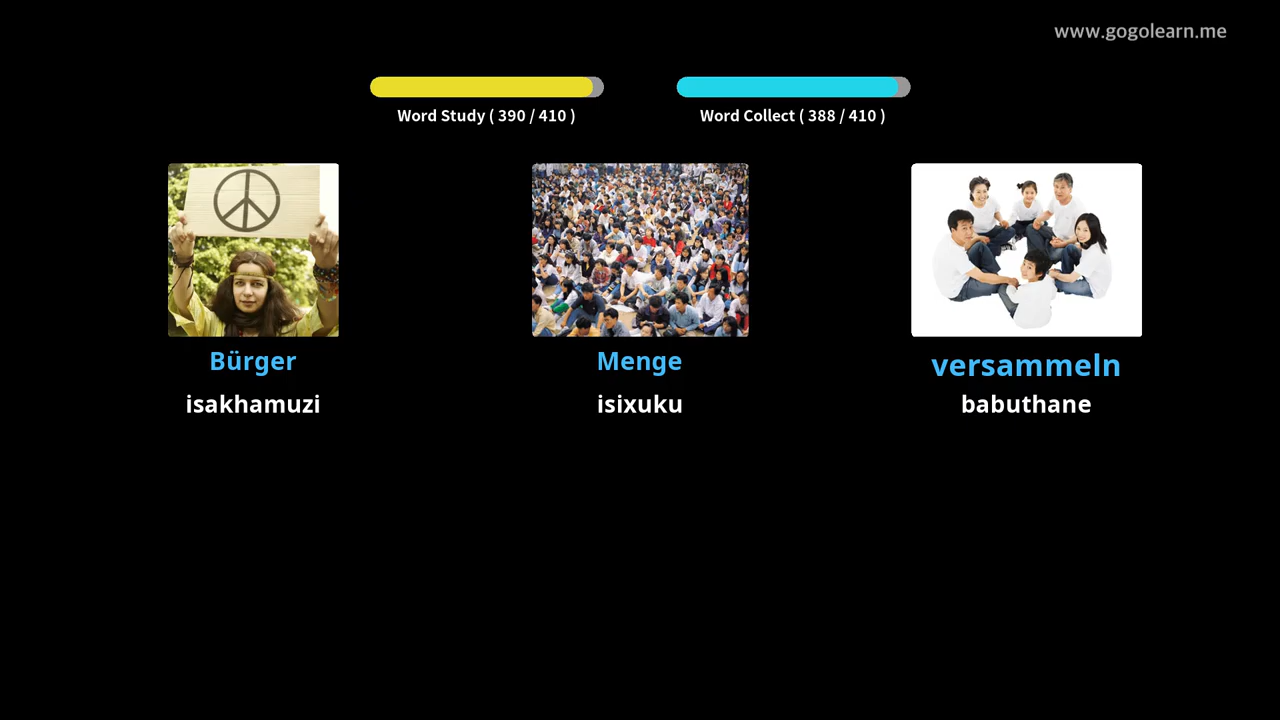 www.gogolearn.me
Word Study ( 390 / 410 )
Word Collect ( 388 / 410 )
Bürger
Menge
versammeln
isakhamuzi
isixuku
babuthane